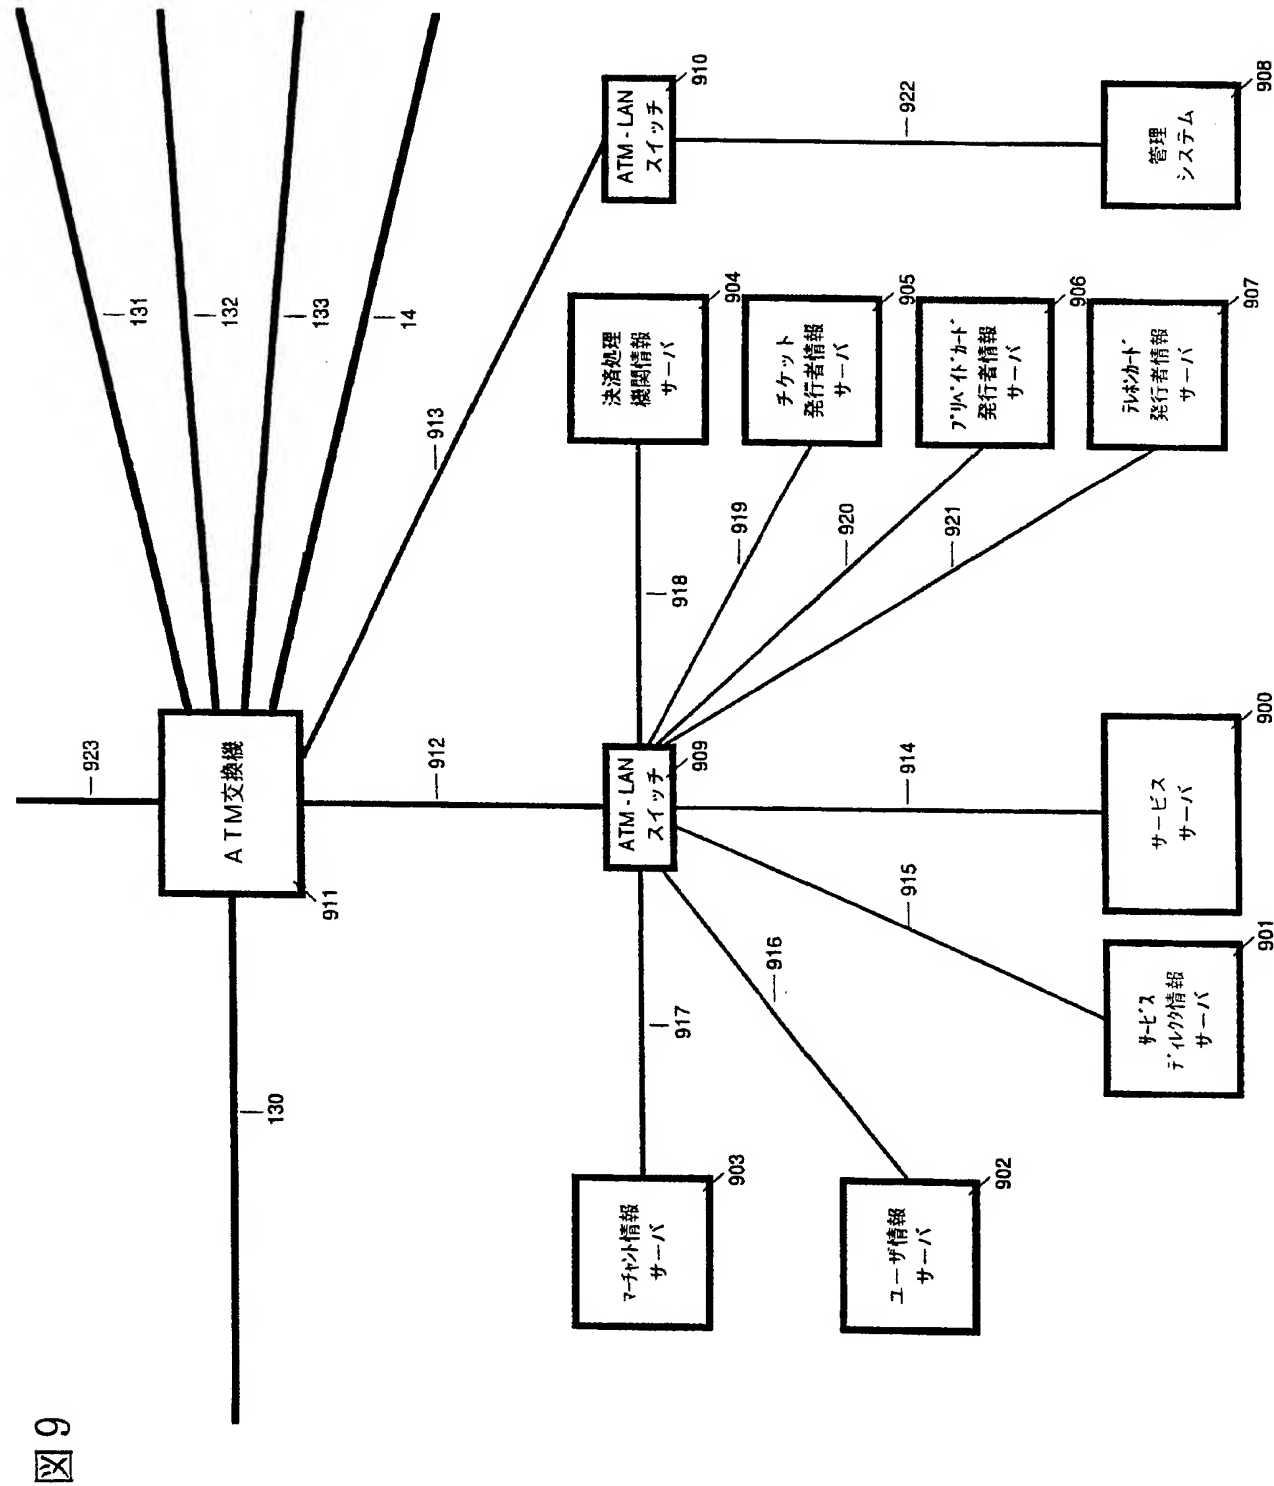 図9
923
ATM交換機
911
130
131
132
133
14
912
913
ATM-LAN
スイッチ
909
ATM-LAN
スイッチ
910
922
管理
システム
908
マーチャント情報
サーバ
903
917
ユーザ情報
サーバ
902
916
サービス
ディレクタ情報
サーバ
901
915
サービス
サーバ
900
914
918
決済処理
機関情報
サーバ
904
919
チケット
発行者情報
サーバ
905
920
プリペイドカード
発行者情報
サーバ
906
921
テレホンカード
発行者情報
サーバ
907